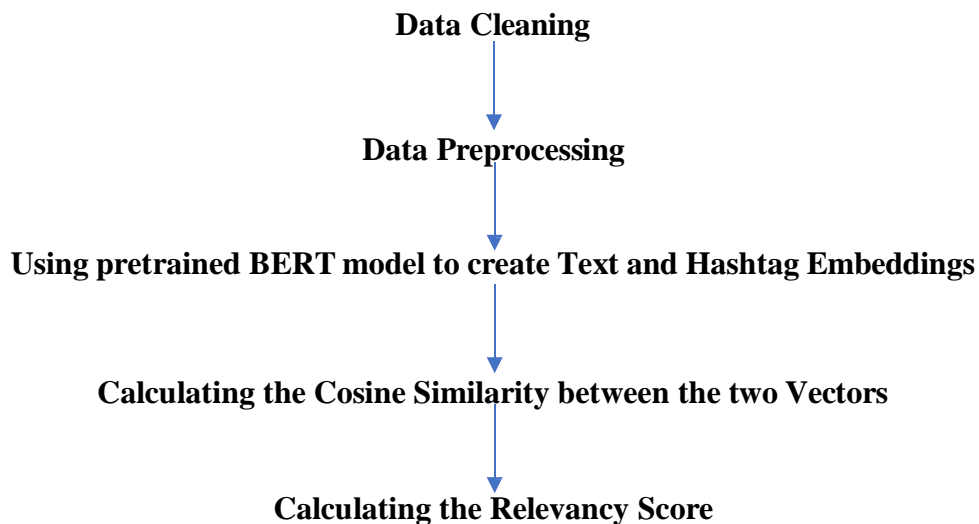 Data Cleaning
Data Preprocessing
Using pretrained BERT model to create Text and Hashtag Embeddings
Calculating the Cosine Similarity between the two Vectors
Calculating the Relevancy Score